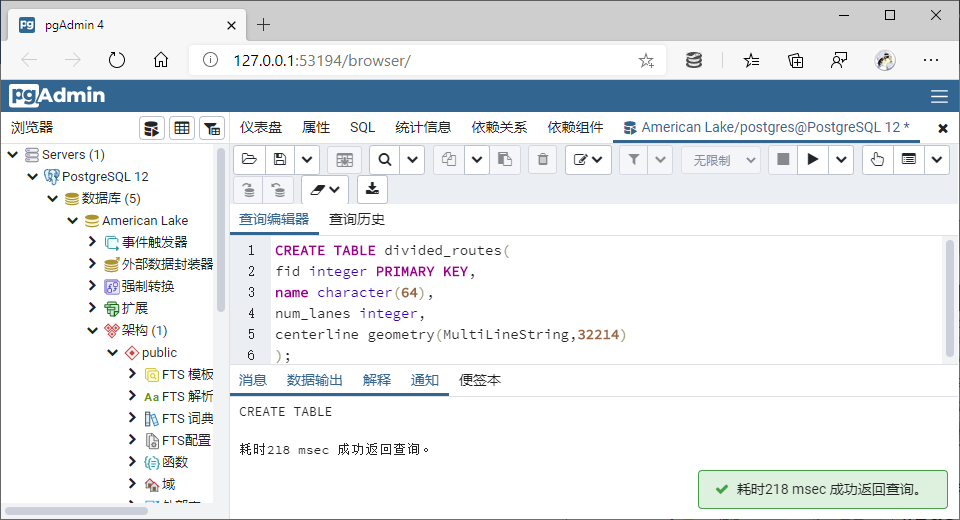 pgAdmin 4
127.0.0.1:53194/browser/
pgAdmin
浏览器
仪表盘 属性 SQL 统计信息 依赖关系 依赖组件 American Lake/postgres@PostgreSQL 12 *
Servers (1)
PostgreSQL 12
数据库 (5)
American Lake
事件触发器
外部数据封装器
强制转换
扩展
架构 (1)
public
FTS 模板
Aa FTS 解析
FTS 词典
FTS配置
函数
域
无限制
查询编辑器 查询历史
1 CREATE TABLE divided_routes(
2 fid integer PRIMARY KEY,
3 name character(64),
4 num_lanes integer,
5 centerline geometry(MultiLineString,32214)
6 );
消息 数据输出 解释 通知 便签本
CREATE TABLE
耗时218 msec 成功返回查询。
耗时218 msec 成功返回查询。